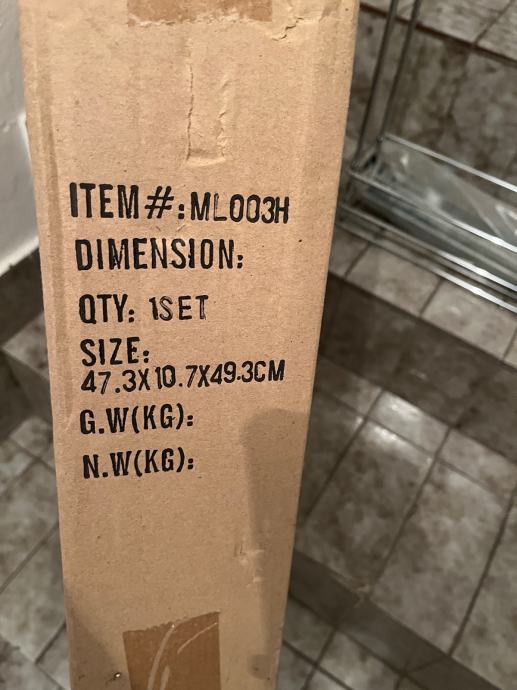 ITEM#:ML003H
DIMENSION:
QTY: 1SET
SIZE:
47.3X10.7X49.3CM
G.W(KG):
N.W(KG):